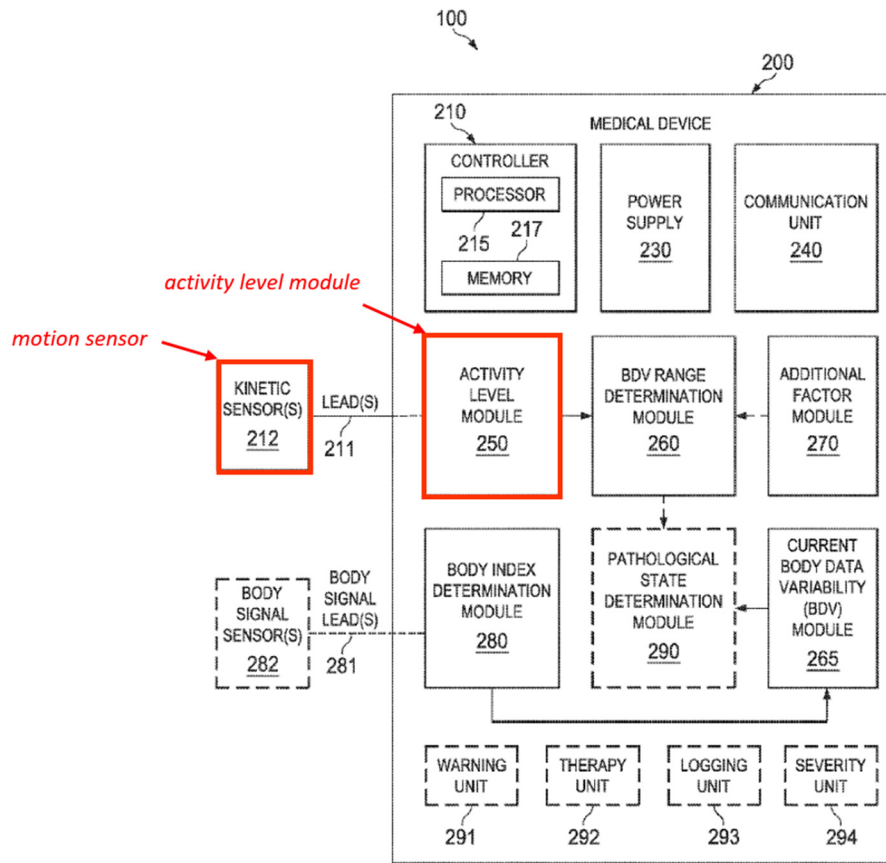 100
200
210
MEDICAL DEVICE
CONTROLLER
PROCESSOR
215
217
MEMORY
POWER
SUPPLY
230
COMMUNICATION
UNIT
240
activity level module
motion sensor
KINETIC
SENSOR(S)
212
LEAD(S)
211
ACTIVITY
LEVEL
MODULE
250
BDV RANGE
DETERMINATION
MODULE
260
ADDITIONAL
FACTOR
MODULE
270
BODY SIGNAL
SENSOR(S)
282
BODY
SIGNAL
LEAD(S)
281
BODY INDEX
DETERMINATION
MODULE
280
PATHOLOGICAL
STATE
DETERMINATION
MODULE
290
CURRENT
BODY DATA
VARIABILITY
(BDV)
MODULE
265
WARNING
UNIT
291
THERAPY
UNIT
292
LOGGING
UNIT
293
SEVERITY
UNIT
294